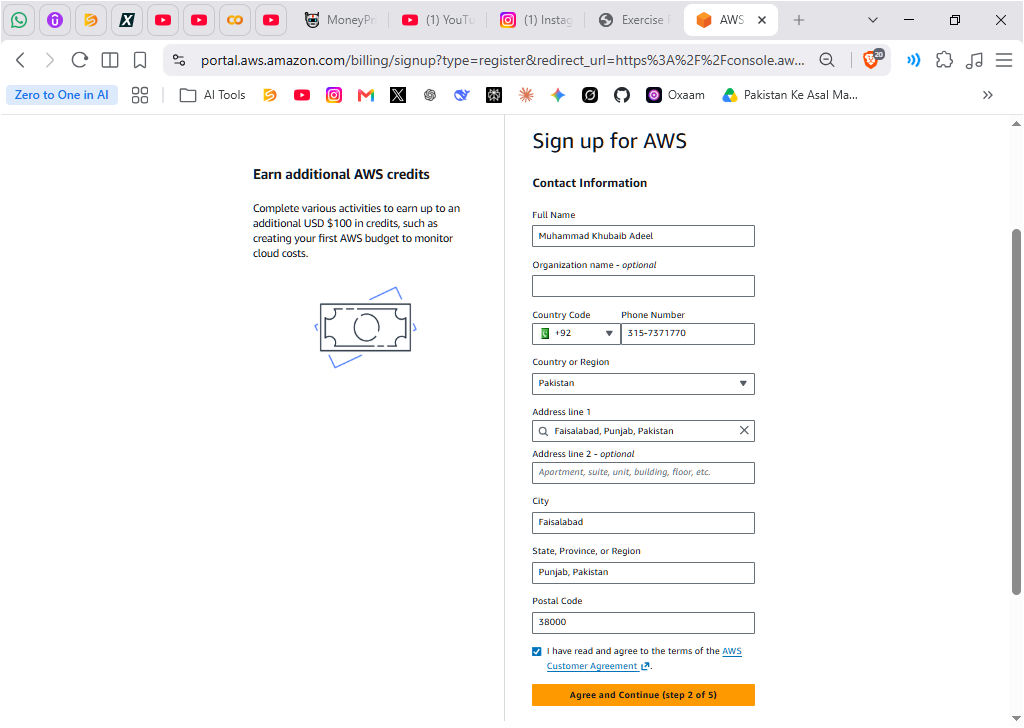 MoneyPr
(1) YouTu
(1) Instag
Exercise
AWS
portal.aws.amazon.com/billing/signup?type=register&redirect_url=https%3A%2F%2Fconsole.aw...
20
Zero to One in AI
AI Tools
Oxaam
Pakistan Ke Asal Ma...
Sign up for AWS
Earn additional AWS credits
Complete various activities to earn up to an
additional USD $100 in credits, such as
creating your first AWS budget to monitor
cloud costs.
Contact Information
Full Name
Muhammad Khubaib Adeel
Organization name - optional
Country Code Phone Number
+92 315-7371770
Country or Region
Pakistan
Address line 1
Faisalabad, Punjab, Pakistan
Address line 2 - optional
Apartment, suite, unit, building, floor, etc.
City
Faisalabad
State, Province, or Region
Punjab, Pakistan
Postal Code
38000
I have read and agree to the terms of the AWS
Customer Agreement .
Agree and Continue (step 2 of 5)